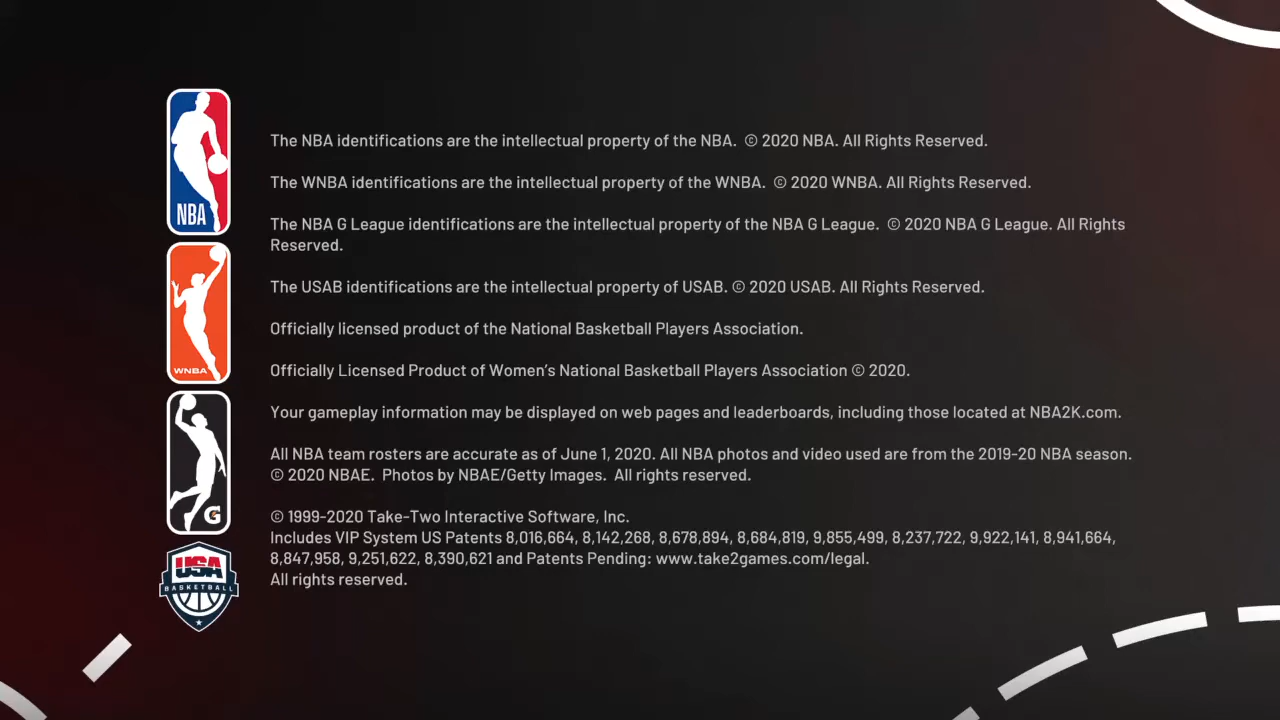 The NBA identifications are the intellectual property of the NBA.  © 2020 NBA. All Rights Reserved.
The WNBA identifications are the intellectual property of the WNBA.  © 2020 WNBA. All Rights Reserved.
The NBA G League identifications are the intellectual property of the NBA G League.  © 2020 NBA G League. All Rights
Reserved.
The USAB identifications are the intellectual property of USAB. © 2020 USAB. All Rights Reserved.
Officially licensed product of the National Basketball Players Association.
Officially Licensed Product of Women’s National Basketball Players Association © 2020.
Your gameplay information may be displayed on web pages and leaderboards, including those located at NBA2K.com.
All NBA team rosters are accurate as of June 1, 2020. All NBA photos and video used are from the 2019-20 NBA season.
© 2020 NBAE.  Photos by NBAE/Getty Images.  All rights reserved.
© 1999-2020 Take-Two Interactive Software, Inc.
Includes VIP System US Patents 8,016,664, 8,142,268, 8,678,894, 8,684,819, 9,855,499, 8,237,722, 9,922,141, 8,941,664,
8,847,958, 9,251,622, 8,390,621 and Patents Pending: www.take2games.com/legal.
All rights reserved.
NBA
WNBA
G
USA
BASKETBALL